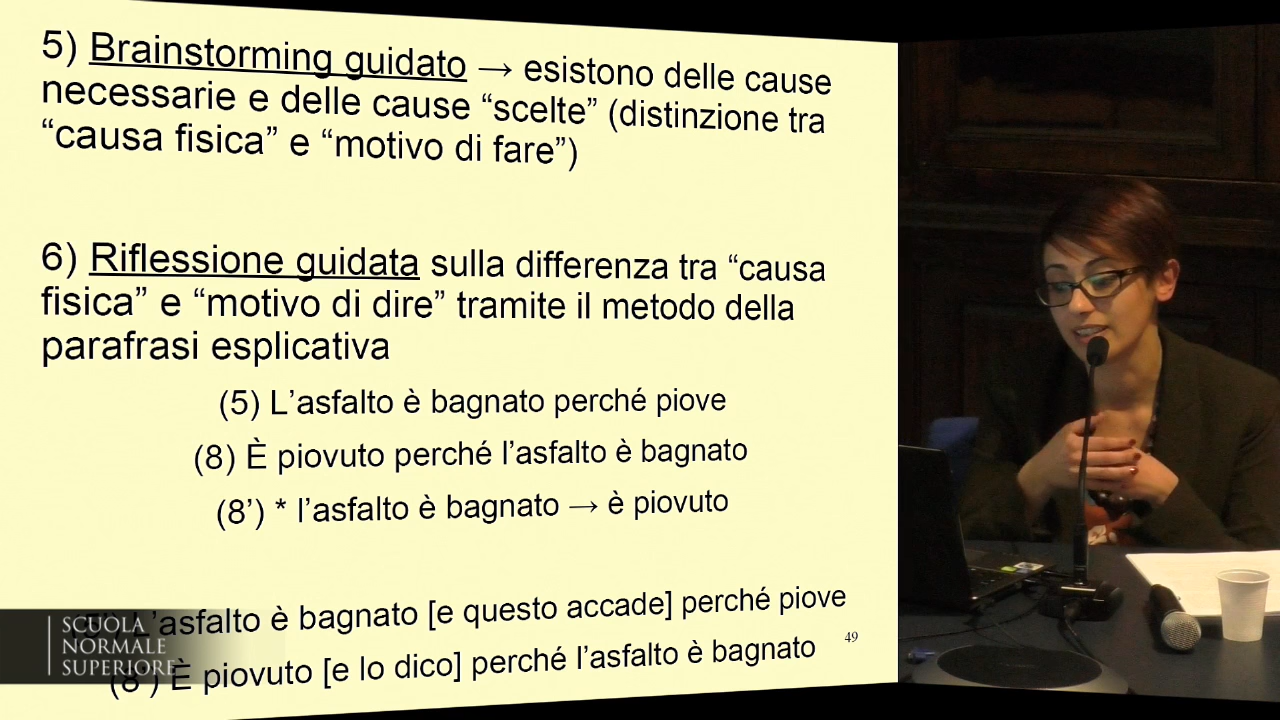 5) Brainstorming guidato → esistono delle cause
necessarie e delle cause “scelte” (distinzione tra
“causa fisica” e “motivo di fare”)
6) Riflessione guidata sulla differenza tra “causa
fisica” e “motivo di dire” tramite il metodo della
parafrasi esplicativa
(5) L’asfalto è bagnato perché piove
(8) È piovuto perché l’asfalto è bagnato
(8’) * l’asfalto è bagnato → è piovuto
L’asfalto è bagnato [e questo accade] perché piove
È piovuto [e lo dico] perché l’asfalto è bagnato
49
SCUOLA
NORMALE
SUPERIORE